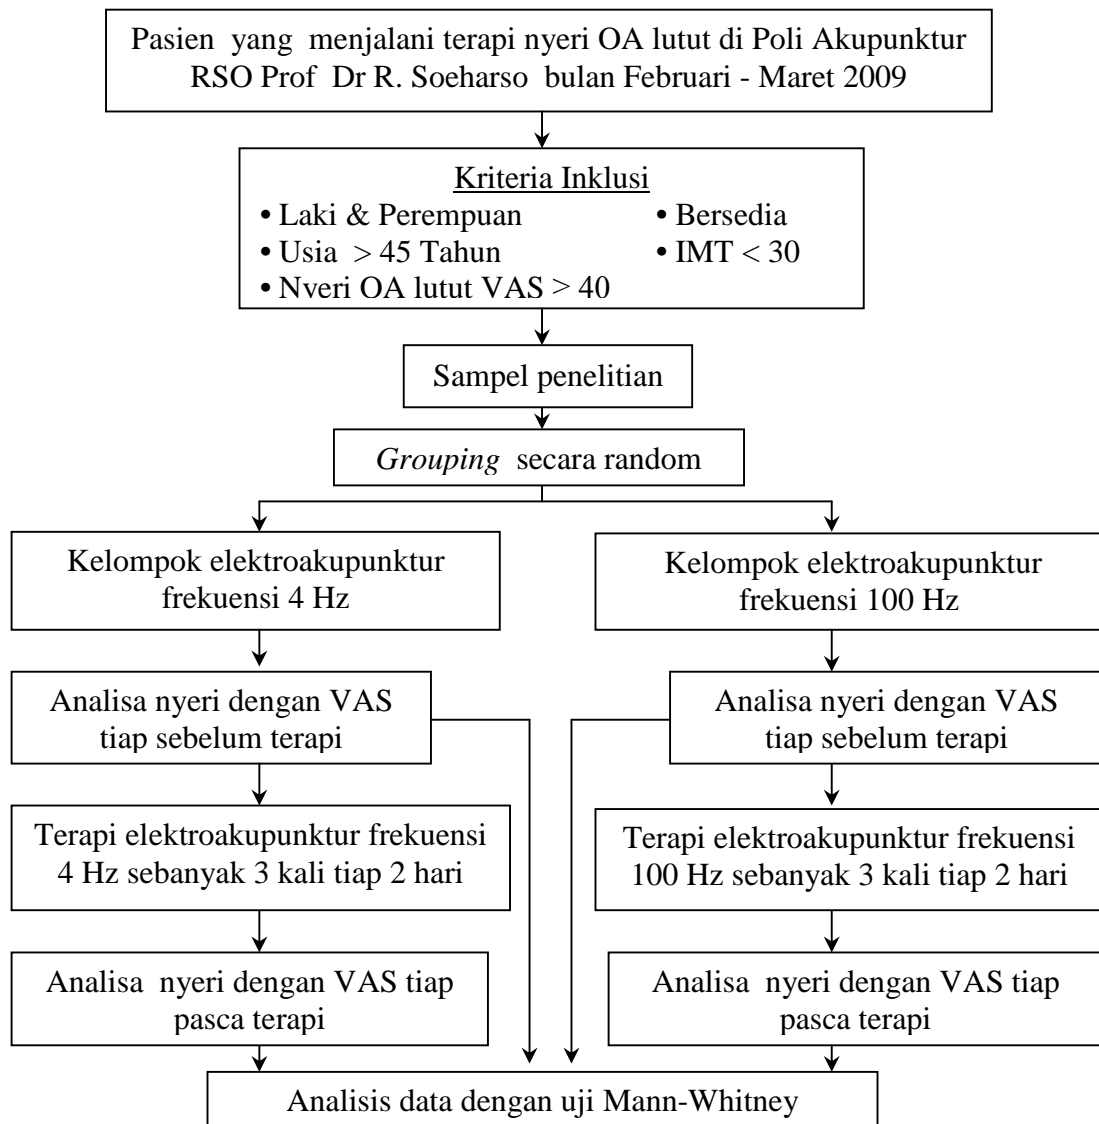 Pasien yang menjalani terapi nyeri OA lutut di Poli Akupunktur
RSO Prof Dr R. Soeharso bulan Februari - Maret 2009
Kriteria Inklusi
• Laki & Perempuan
• Bersedia
• Usia > 45 Tahun
• IMT < 30
• Nyeri OA lutut VAS > 40
Sampel penelitian
Grouping secara random
Kelompok elektroakupunktur
frekuensi 4 Hz
Kelompok elektroakupunktur
frekuensi 100 Hz
Analisa nyeri dengan VAS
tiap sebelum terapi
Analisa nyeri dengan VAS
tiap sebelum terapi
Terapi elektroakupunktur frekuensi
4 Hz sebanyak 3 kali tiap 2 hari
Terapi elektroakupunktur frekuensi
100 Hz sebanyak 3 kali tiap 2 hari
Analisa nyeri dengan VAS tiap
pasca terapi
Analisa nyeri dengan VAS tiap
pasca terapi
Analisis data dengan uji Mann-Whitney